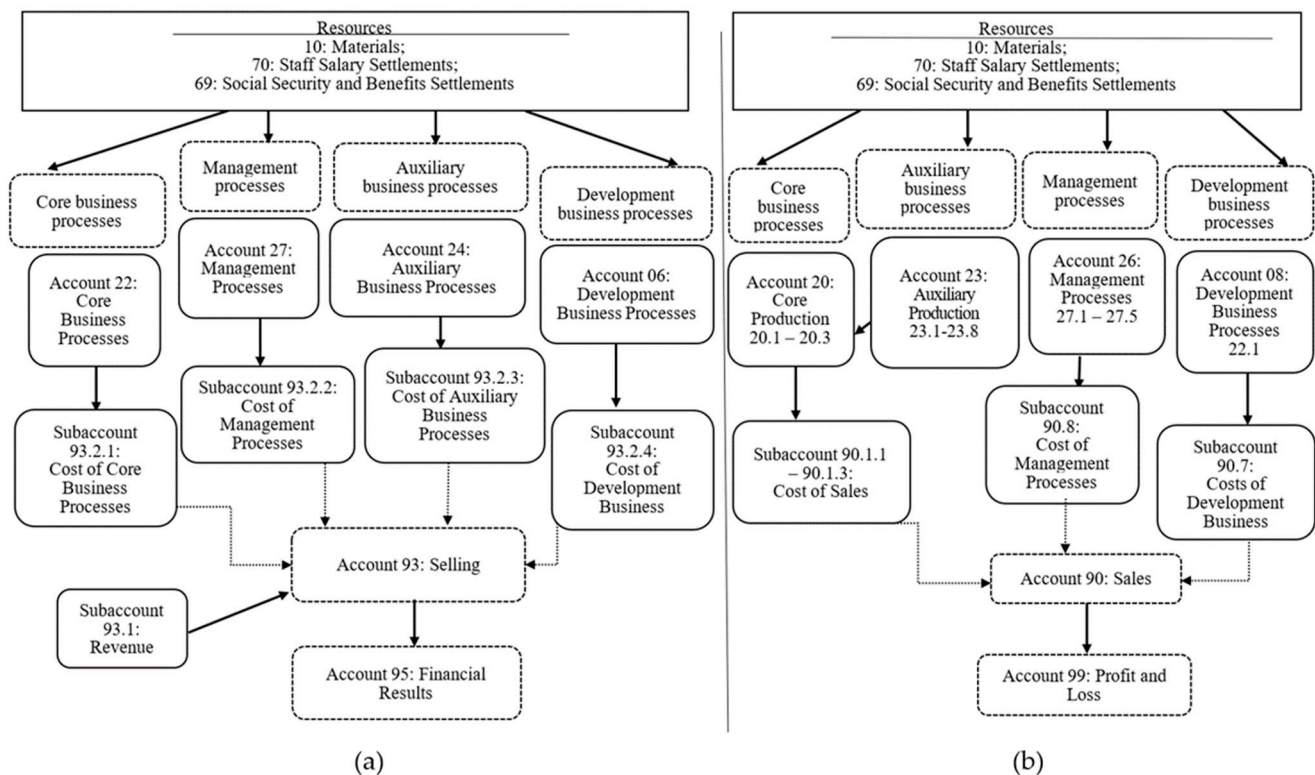 Resources
10: Materials;
70: Staff Salary Settlements;
69: Social Security and Benefits Settlements
Core business
processes
Management
processes
Auxiliary
business processes
Development
business processes
Account 22:
Core
Business
Processes
Account 27:
Management
Processes
Account 24:
Auxiliary
Business Processes
Account 06:
Development
Business Processes
Subaccount
93.2.1:
Cost of Core
Business
Processes
Subaccount 93.2.2:
Cost of
Management
Processes
Subaccount 93.2.3:
Cost of Auxiliary
Business
Processes
Subaccount
93.2.4:
Cost of
Development
Business
Account 93: Selling
Subaccount
93.1:
Revenue
Account 95: Financial
Results
(a)
Resources
10: Materials;
70: Staff Salary Settlements;
69: Social Security and Benefits Settlements
Core
business
processes
Auxiliary
business
processes
Management
processes
Development
business
processes
Account 20:
Core
Production
20.1 – 20.3
Account 23:
Auxiliary
Production
23.1-23.8
Account 26:
Management
Processes
27.1 – 27.5
Account 08:
Development
Business
Processes
22.1
Subaccount 90.1.1
– 90.1.3:
Cost of Sales
Subaccount
90.8:
Cost of
Management
Processes
Subaccount
90.7:
Costs of
Development
Business
Account 90: Sales
Account 99: Profit and
Loss
(b)